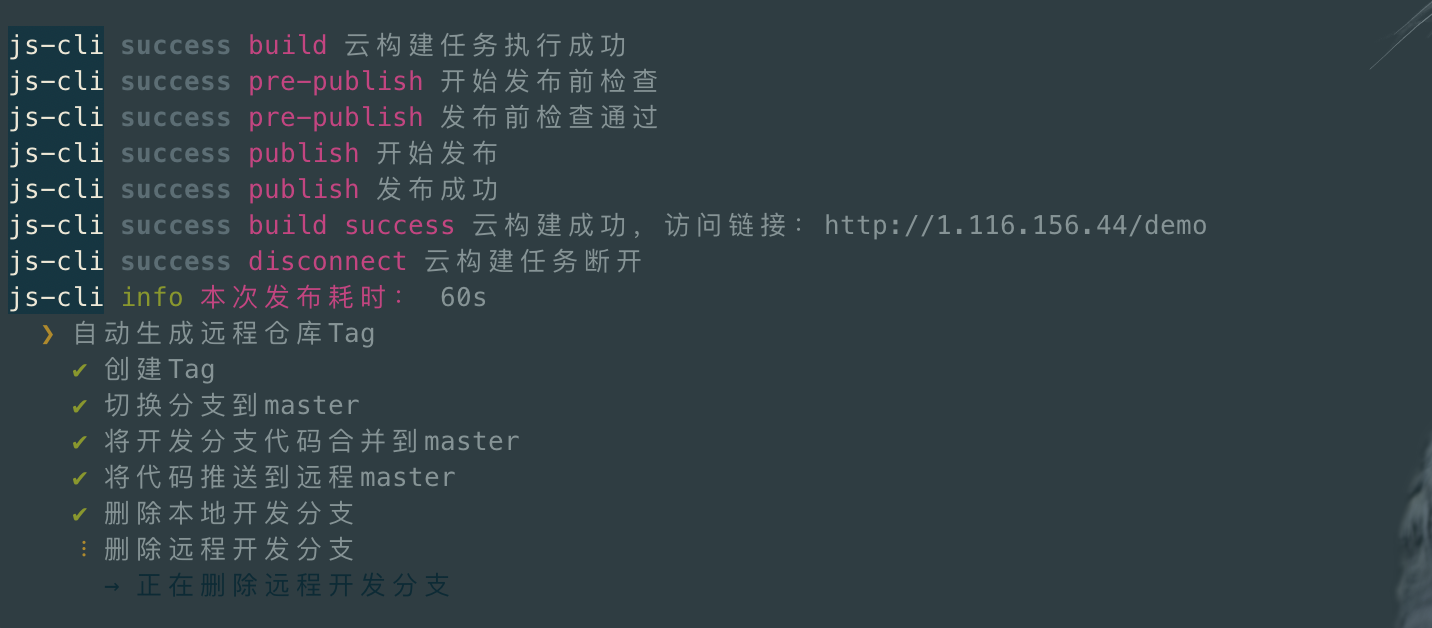 js-cli success build 云构建任务执行成功
js-cli success pre-publish 开始发布前检查
js-cli success pre-publish 发布前检查通过
js-cli success publish 开始发布
js-cli success publish 发布成功
js-cli success build success 云构建成功, 访问链接: http://1.116.156.44/demo
js-cli success disconnect 云构建任务断开
js-cli info 本次发布耗时: 60s
❯ 自动生成远程仓库Tag
✔ 创建Tag
✔ 切换分支到master
✔ 将开发分支代码合并到master
✔ 将代码推送到远程master
✔ 删除本地开发分支
⠸ 删除远程开发分支
→ 正在删除远程开发分支